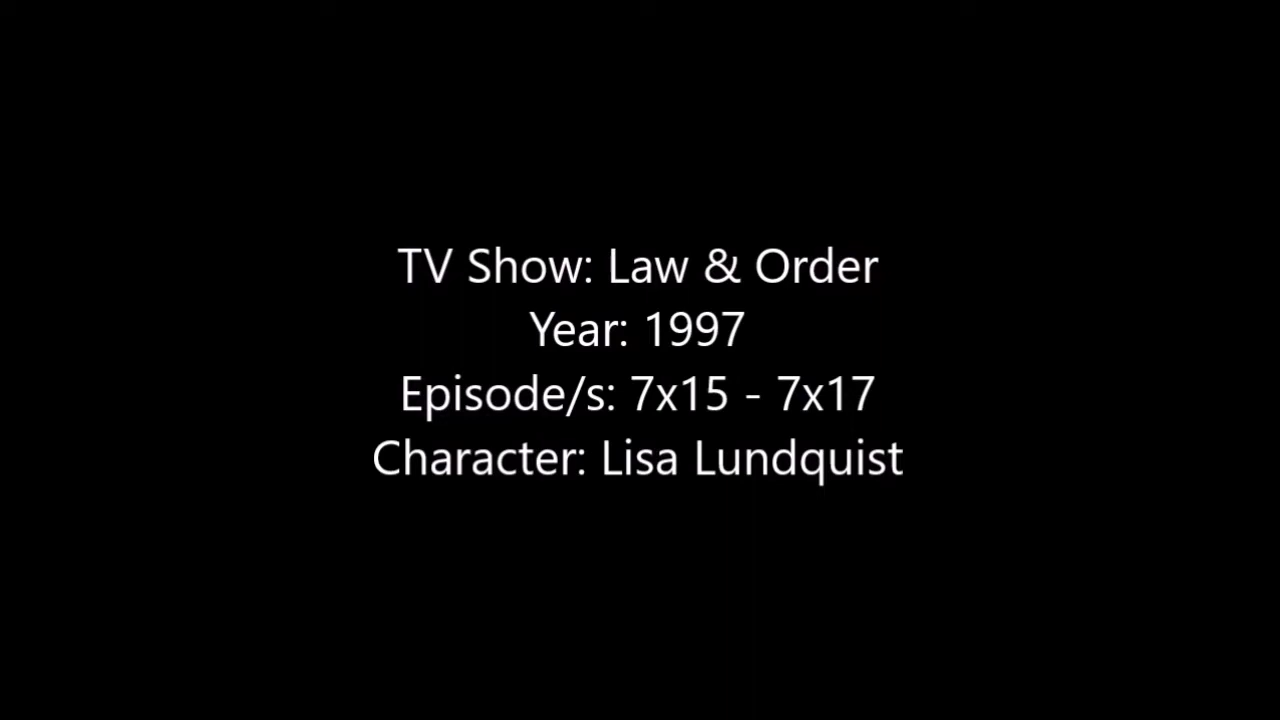 TV Show: Law & Order
Year: 1997
Episode/s: 7x15 - 7x17
Character: Lisa Lundquist